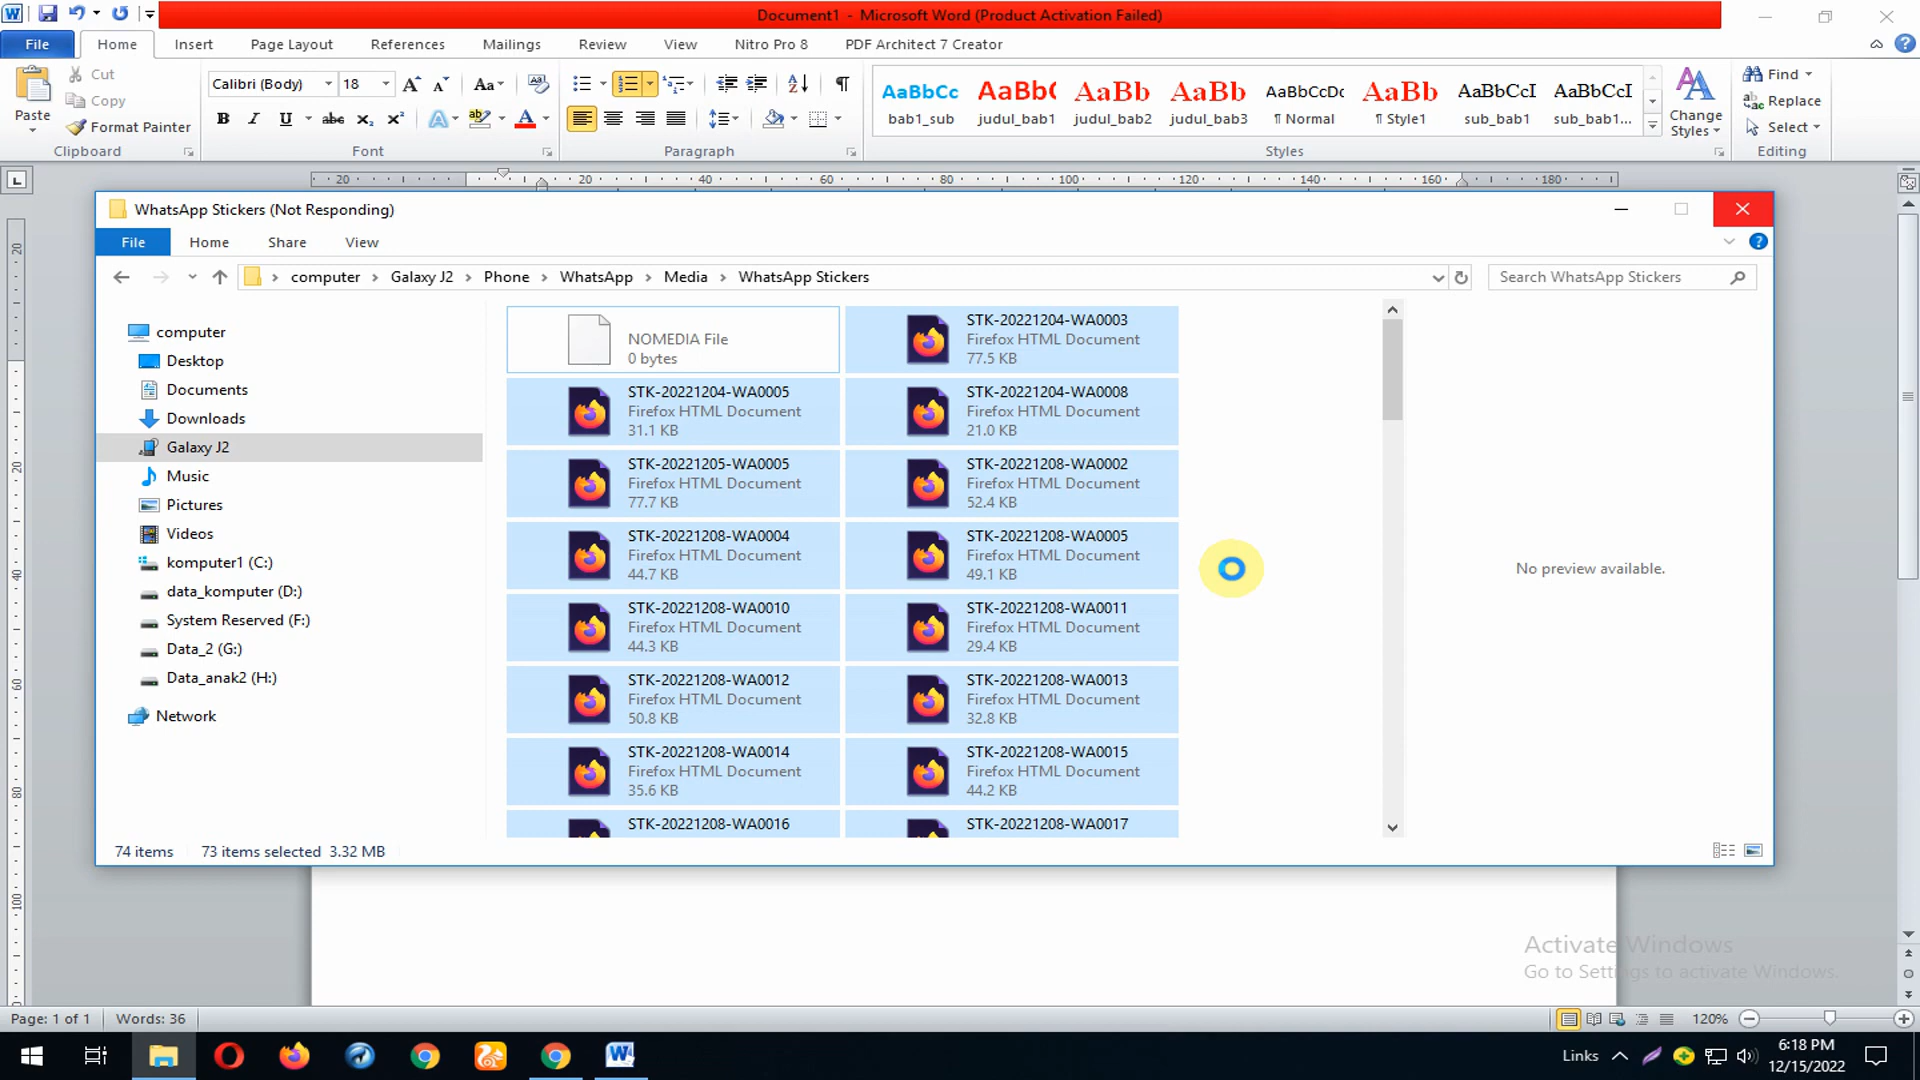 Document1 - Microsoft Word (Product Activation Failed)
File Home Insert Page Layout References Mailings Review View Nitro Pro 8 PDF Architect 7 Creator
Cut
Copy
Format Painter
Paste
Clipboard
Calibri (Body) 18
Font
Paragraph
AaBbCc AaBbC AaBb AaBb AaBbCcDc AaBb AaBbCcI AaBbCcI
bab1_sub judul_bab1 judul_bab2 judul_bab3 ¶ Normal ¶ Style1 sub_bab1 sub_bab1...
Change
Styles
Styles
Find
Replace
Select
Editing
20 20 40 60 80 100 120 140 160 180
WhatsApp Stickers (Not Responding)
File Home Share View
computer Galaxy J2 Phone WhatsApp Media WhatsApp Stickers
Search WhatsApp Stickers
computer
Desktop
Documents
Downloads
Galaxy J2
Music
Pictures
Videos
komputer1 (C:)
data_komputer (D:)
System Reserved (F:)
Data_2 (G:)
Data_anak2 (H:)
Network
NOMEDIA File
0 bytes
STK-20221204-WA0003
Firefox HTML Document
77.5 KB
STK-20221204-WA0005
Firefox HTML Document
31.1 KB
STK-20221204-WA0008
Firefox HTML Document
21.0 KB
STK-20221205-WA0005
Firefox HTML Document
77.7 KB
STK-20221208-WA0002
Firefox HTML Document
52.4 KB
STK-20221208-WA0004
Firefox HTML Document
44.7 KB
STK-20221208-WA0005
Firefox HTML Document
49.1 KB
STK-20221208-WA0010
Firefox HTML Document
44.3 KB
STK-20221208-WA0011
Firefox HTML Document
29.4 KB
STK-20221208-WA0012
Firefox HTML Document
50.8 KB
STK-20221208-WA0013
Firefox HTML Document
32.8 KB
STK-20221208-WA0014
Firefox HTML Document
35.6 KB
STK-20221208-WA0015
Firefox HTML Document
44.2 KB
STK-20221208-WA0016
STK-20221208-WA0017
No preview available.
74 items 73 items selected 3.32 MB
Activate Windows
Go to Settings to activate Windows.
Page: 1 of 1 Words: 36
120%
Links
6:18 PM
12/15/2022